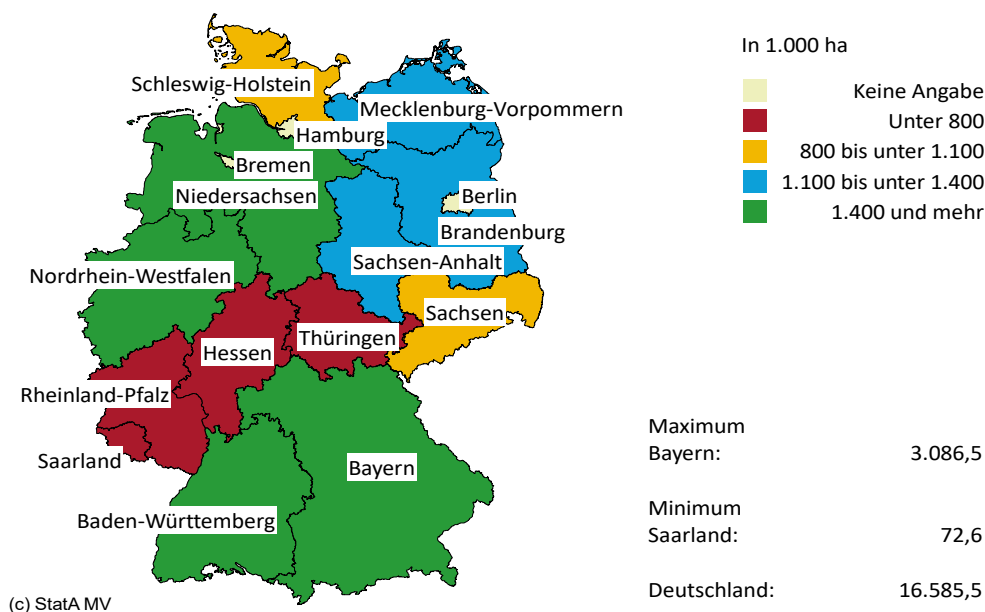 In 1.000 ha
Keine Angabe
Unter 800
800 bis unter 1.100
1.100 bis unter 1.400
1.400 und mehr
Schleswig-Holstein
Mecklenburg-Vorpommern
Hamburg
Bremen
Niedersachsen
Berlin
Brandenburg
Sachsen-Anhalt
Nordrhein-Westfalen
Sachsen
Thüringen
Hessen
Rheinland-Pfalz
Saarland
Bayern
Baden-Württemberg
Maximum
Bayern: 3.086,5
Minimum
Saarland: 72,6
Deutschland: 16.585,5
(c) StatA MV